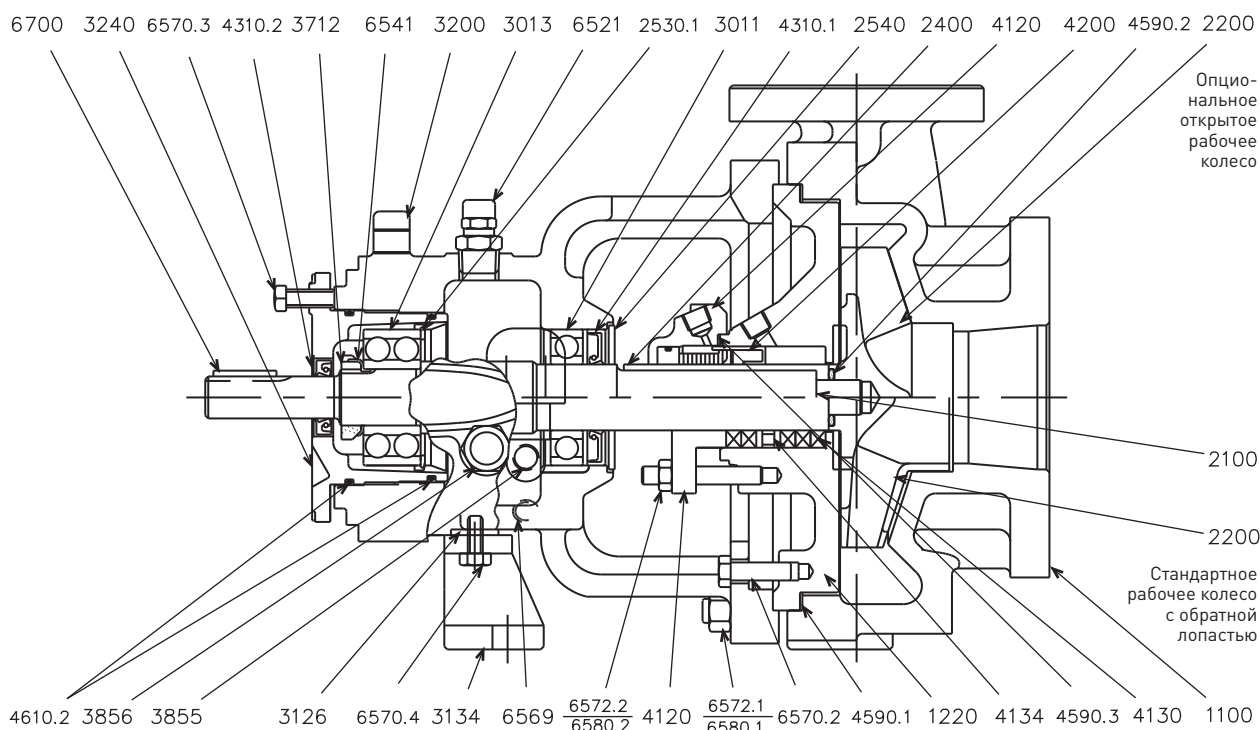 6700 3240 6570.3 4310.2 3712 6541 3200 3013 6521 2530.1 3011 4310.1 2540 2400 4120 4200 4590.2 2200
Опцио-
нальное
открытое
рабочее
колесо
2100
2200
Стандартное
рабочее колесо
с обратной
лопастью
4610.2 3856 3855 3126 6570.4 3134 6569 6572.2 4120 6572.1 6570.2 4590.1 1220 4134 4590.3 4130 1100
6580.2 6580.1